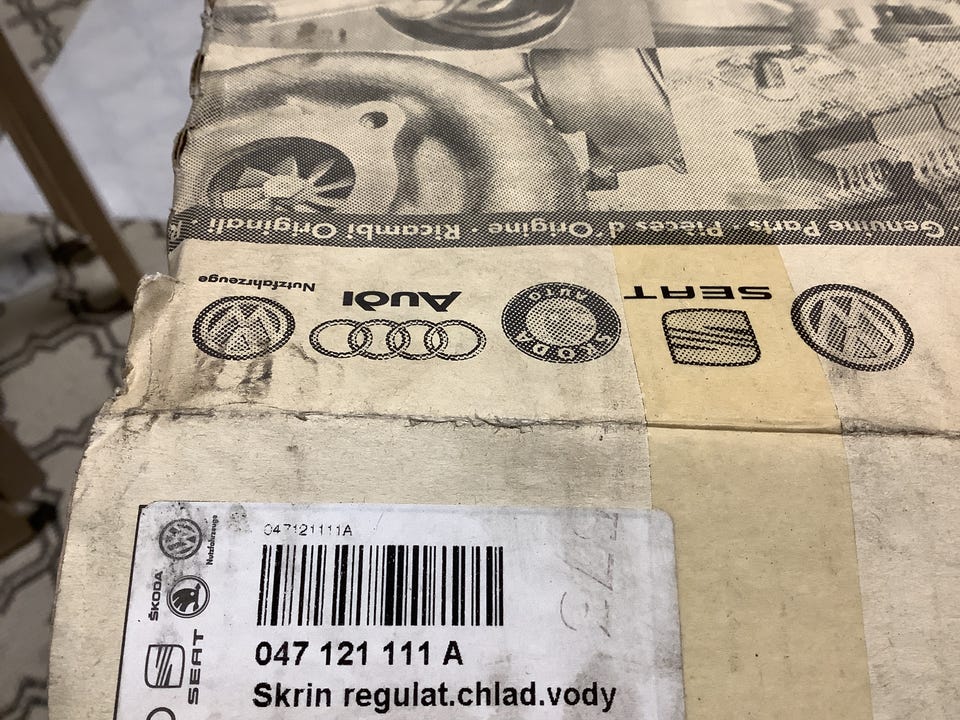 Genuine Parts · Pièces d'Origine · Ricambi Originali ·
SEAT
SKODA
AUTO
Audi
Nutzfahrzeuge
Nutzfahrzeuge
ŠKODA
SEAT
047121111A
047 121 111 A
Skrin regulat.chlad.vody